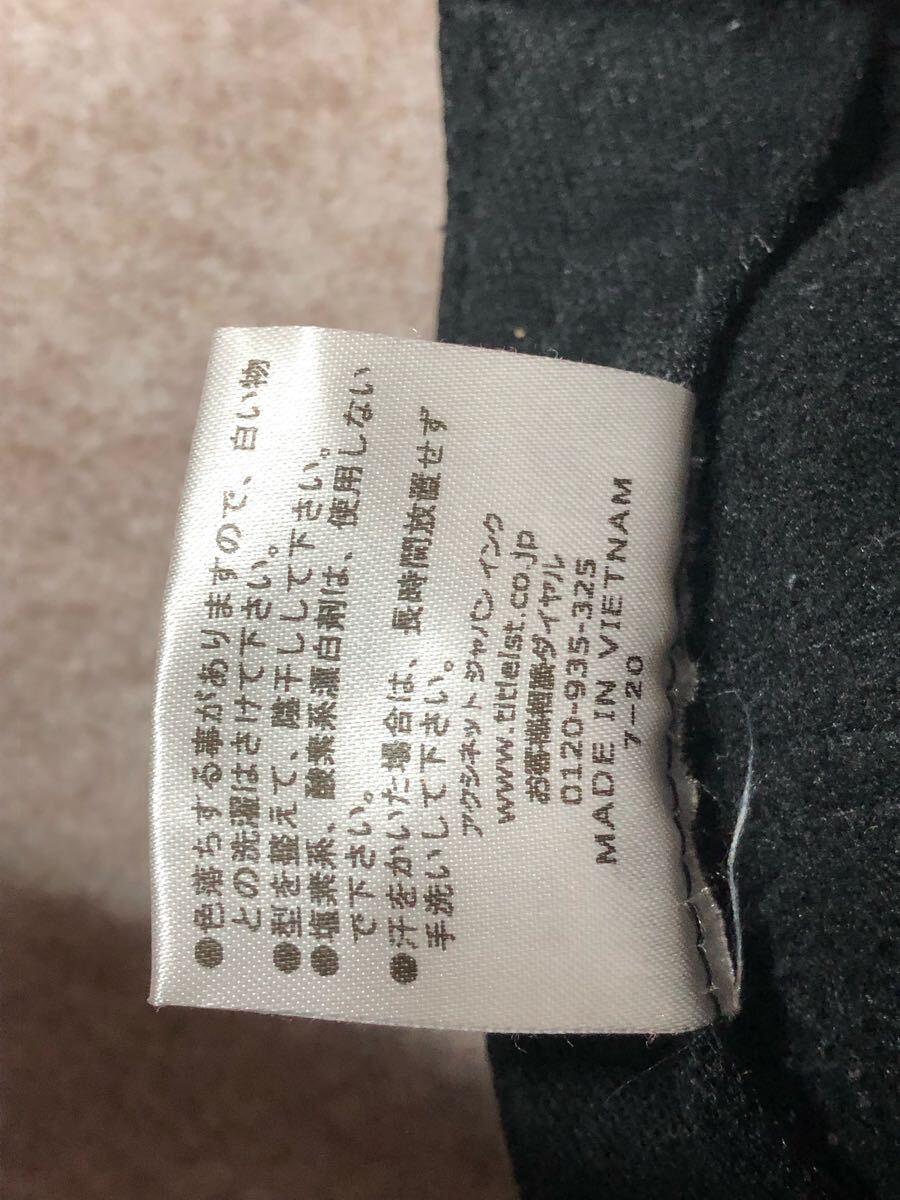 ●色落ちする事がありますので、白い物
との洗濯はさけて下さい。
●型を整えて、陰干しして下さい。
●塩素系、酸素系漂白剤は、使用しない
で下さい。
●汗をかいた場合は、長時間放置せず
手洗いして下さい。
アクシネット ジャパン インク
www.titleist.co.jp
お客様相談ダイヤル
0120-935-325
MADE IN VIETNAM
7-20